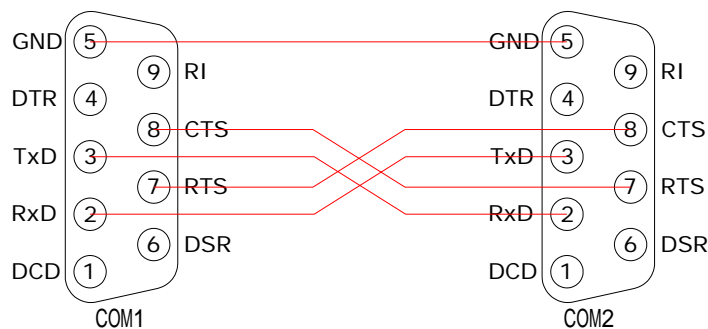 GND 5
9 RI
DTR 4
8 CTS
TxD 3
7 RTS
RxD 2
6 DSR
DCD 1
COM1
GND 5
9 RI
DTR 4
8 CTS
TxD 3
7 RTS
RxD 2
6 DSR
DCD 1
COM2